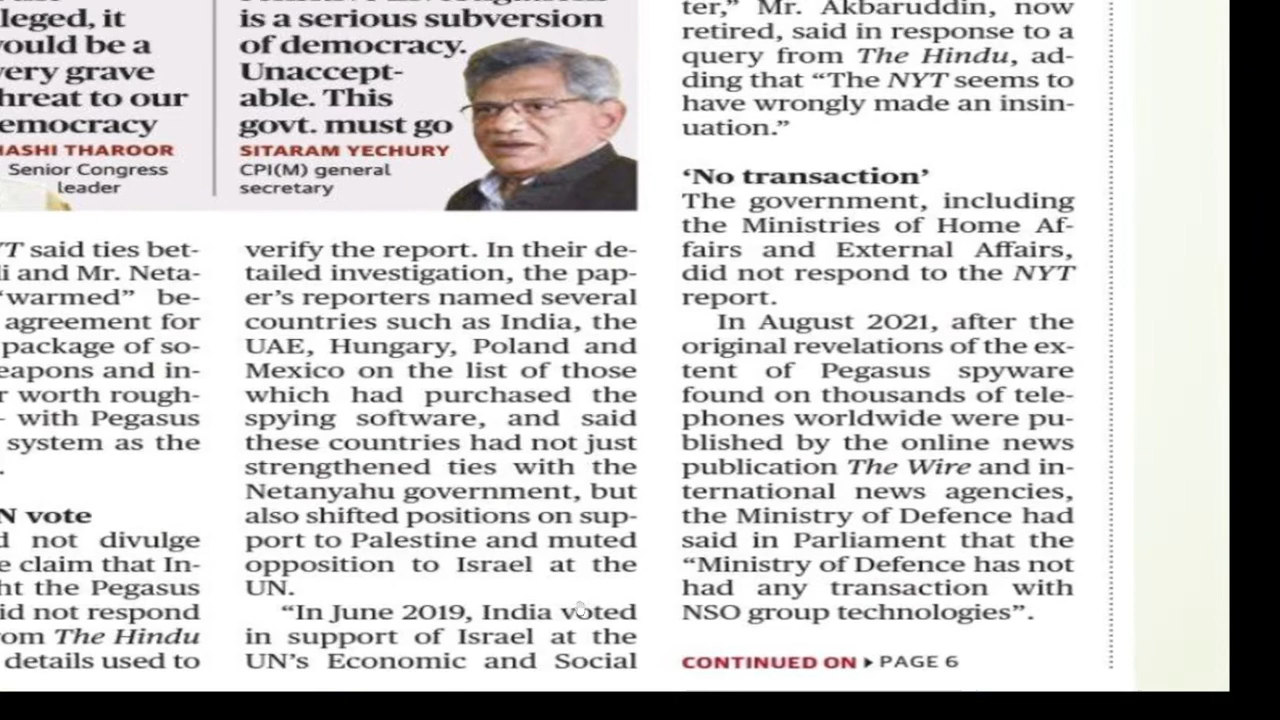 leged, it
would be a
very grave
threat to our
democracy
SHASHI THAROOR
Senior Congress
leader
is a serious subversion
of democracy.
Unaccept-
able. This
govt. must go
SITARAM YECHURY
CPI(M) general
secretary
said ties bet-
and Mr. Neta-
“warmed” be-
agreement for
package of so-
eapons and in-
worth rough-
- with Pegasus
system as the
N vote
not divulge
claim that In-
ht the Pegasus
id not respond
rom The Hindu
details used to
verify the report. In their de-
tailed investigation, the pap-
er’s reporters named several
countries such as India, the
UAE, Hungary, Poland and
Mexico on the list of those
which had purchased the
spying software, and said
these countries had not just
strengthened ties with the
Netanyahu government, but
also shifted positions on sup-
port to Palestine and muted
opposition to Israel at the
UN.
“In June 2019, India voted
in support of Israel at the
UN’s Economic and Social
ter,” Mr. Akbaruddin, now
retired, said in response to a
query from The Hindu, ad-
ding that “The NYT seems to
have wrongly made an insin-
uation.”
‘No transaction’
The government, including
the Ministries of Home Af-
fairs and External Affairs,
did not respond to the NYT
report.
In August 2021, after the
original revelations of the ex-
tent of Pegasus spyware
found on thousands of tele-
phones worldwide were pu-
blished by the online news
publication The Wire and in-
ternational news agencies,
the Ministry of Defence had
said in Parliament that the
“Ministry of Defence has not
had any transaction with
NSO group technologies”.
CONTINUED ON PAGE 6